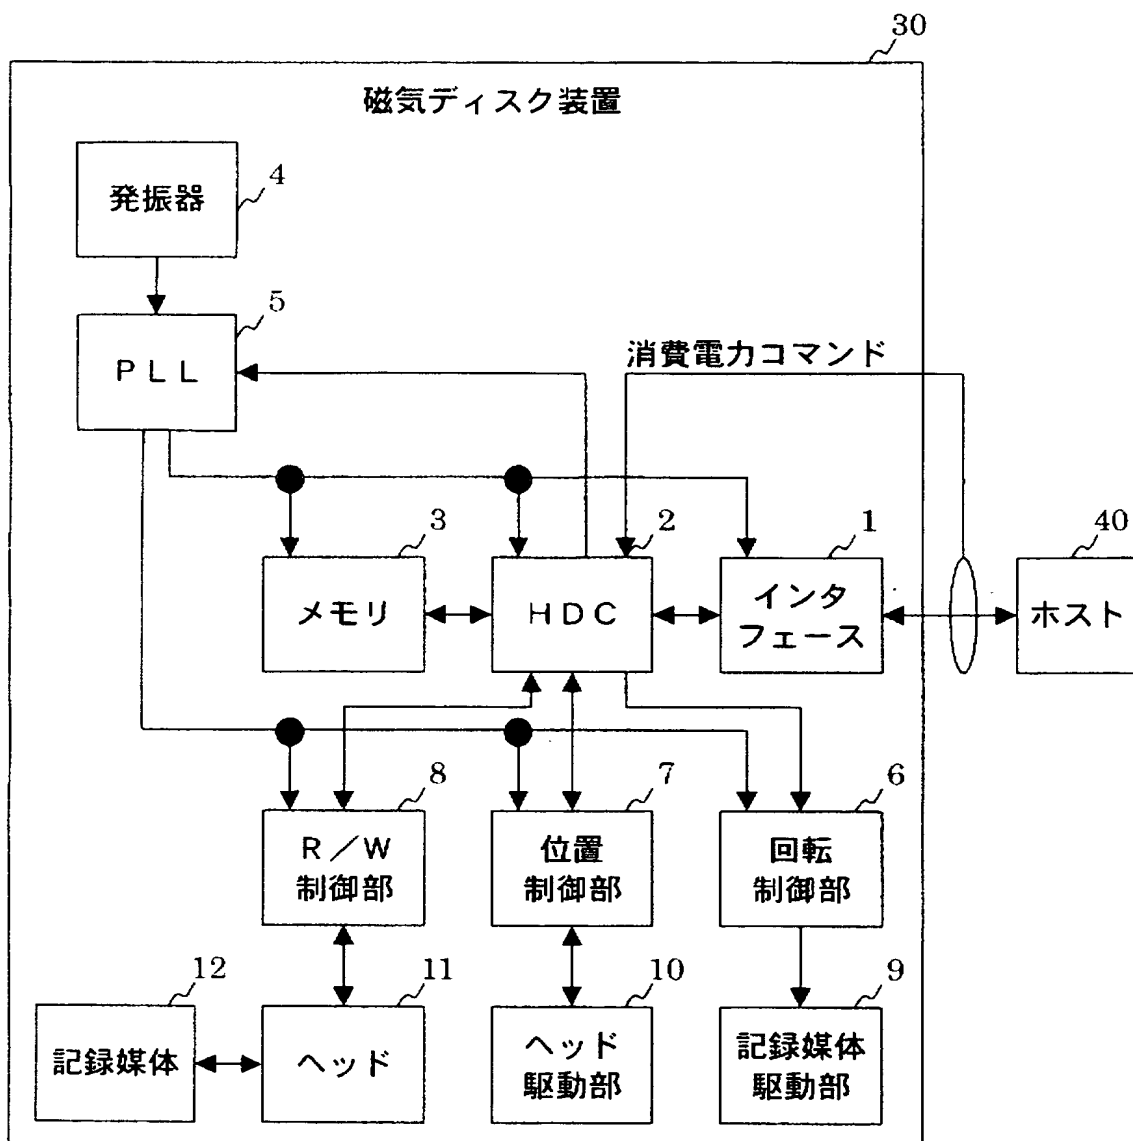 30
磁気ディスク装置
発振器
4
PLL
5
消費電力コマンド
メモリ
3
HDC
2
インタ
フェース
1
ホスト
40
R/W
制御部
8
位置
制御部
7
回転
制御部
6
記録媒体
12
ヘッド
11
ヘッド
駆動部
10
記録媒体
駆動部
9